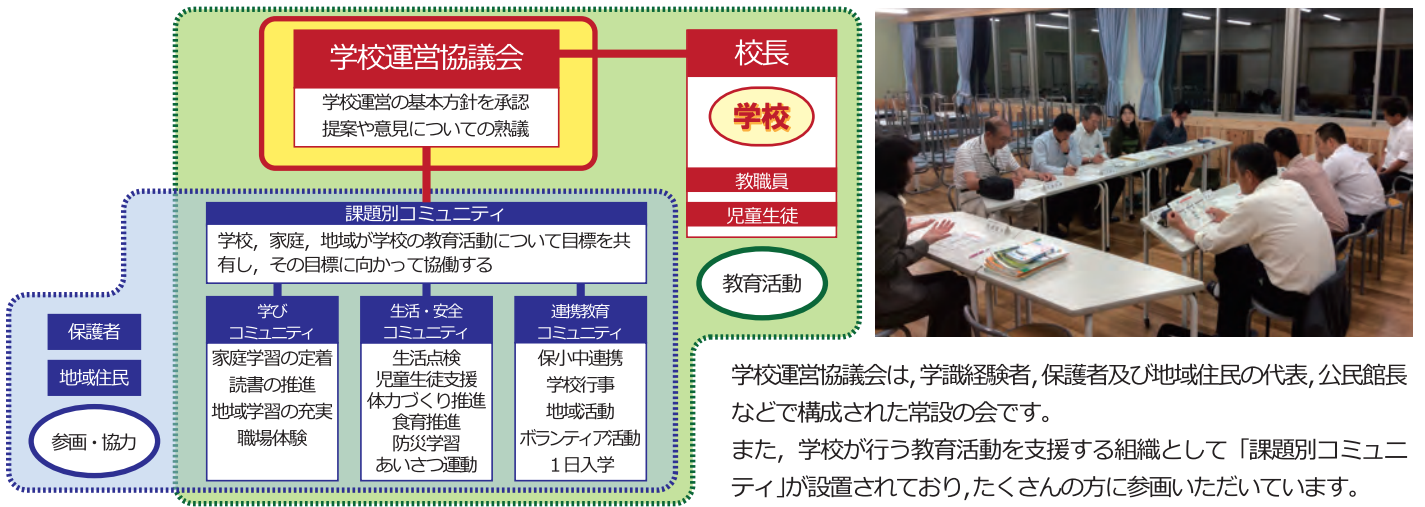 学校運営協議会
学校運営の基本方針を承認
提案や意見についての熟議
校長
学校
教職員
児童生徒
教育活動
課題別コミュニティ
学校，家庭，地域が学校の教育活動について目標を共
有し，その目標に向かって協働する
学び
コミュニティ
家庭学習の定着
読書の推進
地域学習の充実
職場体験
生活・安全
コミュニティ
生活点検
児童生徒支援
体力づくり推進
食育推進
防災学習
あいさつ運動
連携教育
コミュニティ
保小中連携
学校行事
地域活動
ボランティア活動
１日入学
保護者
地域住民
参画・協力
学校運営協議会は，学識経験者，保護者及び地域住民の代表，公民館長
などで構成された常設の会です。
また，学校が行う教育活動を支援する組織として「課題別コミュニ
ティ」が設置されており，たくさんの方に参画いただいています。